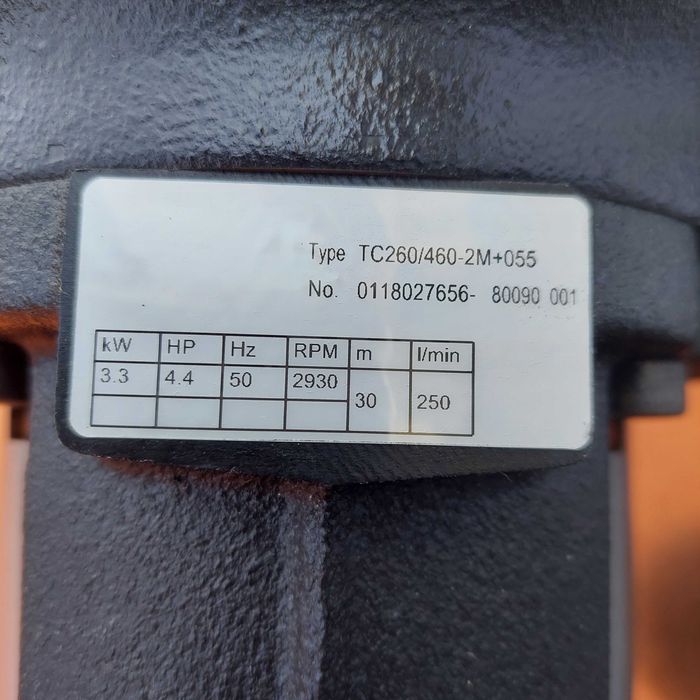 Type TC260/460-2M+055
No. 0118027656- 80090 001
kW HP Hz RPM m l/min
3.3 4.4 50 2930 30 250